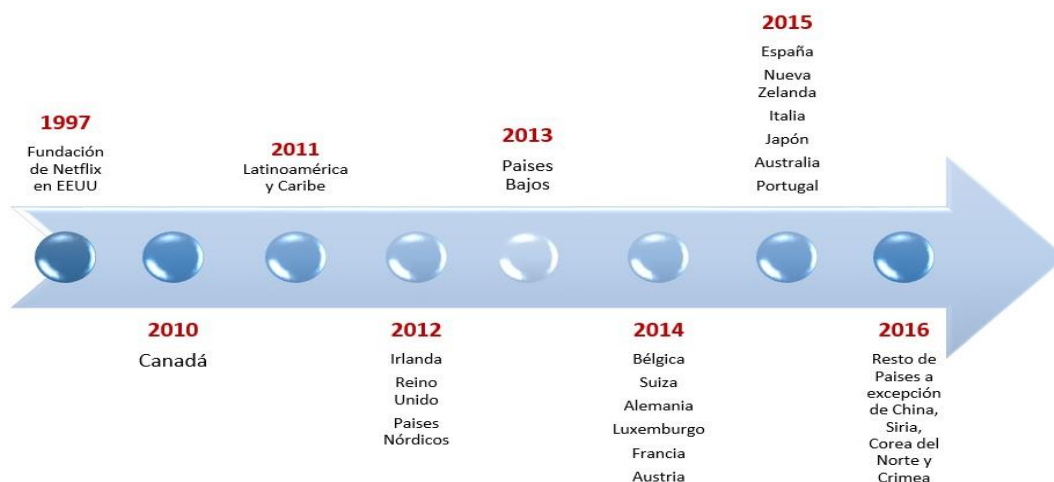 1997
Fundación
de Netflix
en EEUU
2010
Canadá
2011
Latinoamérica
y Caribe
2012
Irlanda
Reino
Unido
Paises
Nórdicos
2013
Paises
Bajos
2014
Bélgica
Suiza
Alemania
Luxemburgo
Francia
Austria
2015
España
Nueva
Zelanda
Italia
Japón
Australia
Portugal
2016
Resto de
Paises a
excepción
de China,
Siria,
Corea del
Norte y
Crimea